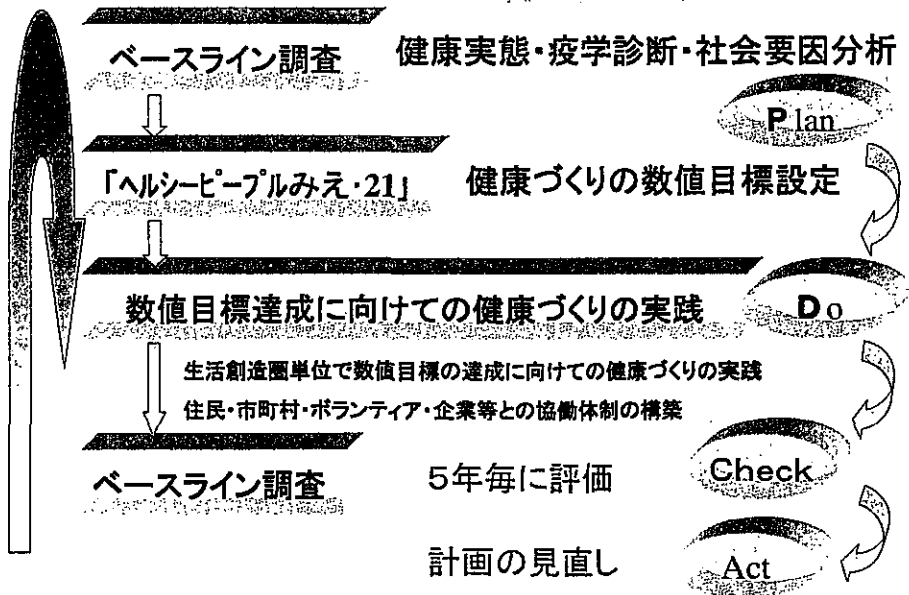 ベースライン調査 健康実態・疫学診断・社会要因分析
Plan
「ヘルシーピープルみえ・21」 健康づくりの数値目標設定
数値目標達成に向けての健康づくりの実践 Do
生活創造圏単位で数値目標の達成に向けての健康づくりの実践
住民・市町村・ボランティア・企業等との協働体制の構築
ベースライン調査 5年毎に評価 Check
計画の見直し Act